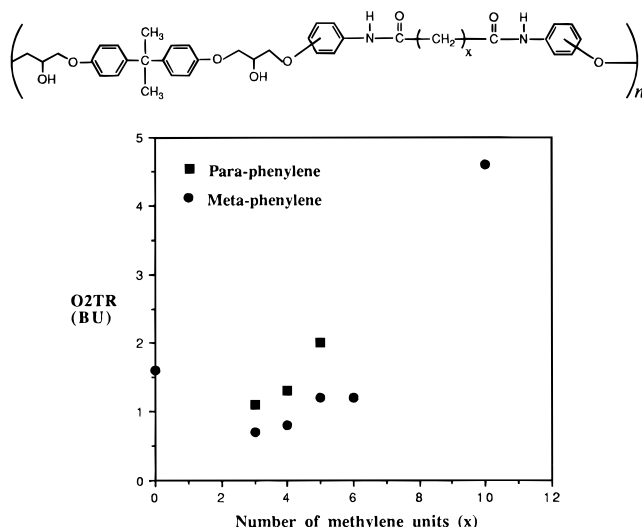 H O O H
O O O N C CH₂ C N
OH C OH O x O n
CH₃
CH₃
5
4
3
2
1
0
■ Para-phenylene
● Meta-phenylene
O2TR
(BU)
0 2 4 6 8 10 12
Number of methylene units (x)